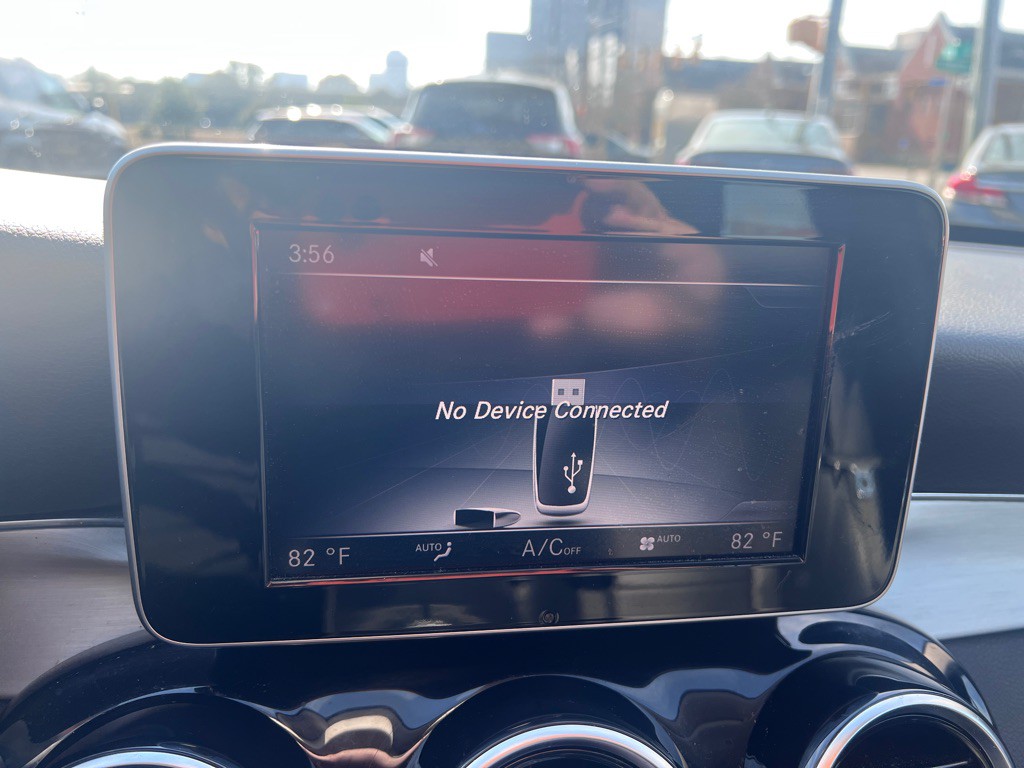 3:56
No Device Connected
82 °F AUTO A/C OFF AUTO 82 °F